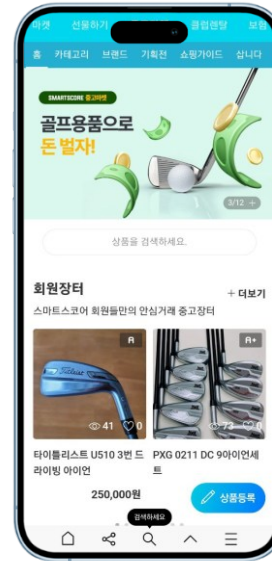 마켓 선물하기 클럽렌탈 보험
홈 카테고리 브랜드 기획전 쇼핑가이드 삽니다
SMARTSCORE 중고마켓
골프용품으로
돈 벌자!
3/12 +
상품을 검색하세요.
회원장터 + 더보기
스마트스코어 회원들만의 안심거래 중고장터
A A+
Titleist
41 0 73 0
타이틀리스트 U510 3번 드
라이빙 아이언
PXG 0211 DC 9아이언세
트
250,000원
상품등록
검색하세요